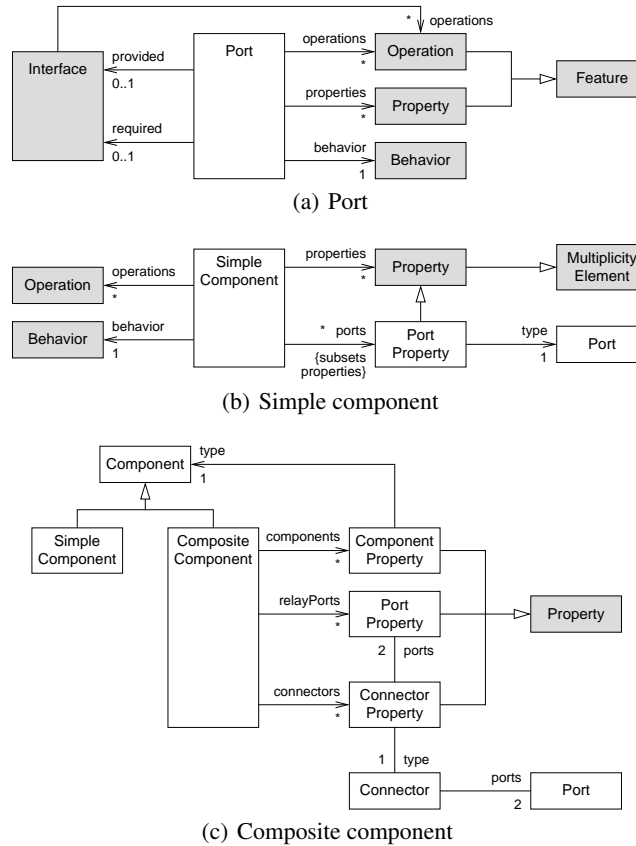 * operations
Interface
provided
0..1
required
0..1
Port
operations
*
Operation
properties
*
Property
behavior
1
Behavior
Feature
(a) Port
Operation
operations
*
Behavior
behavior
1
Simple
Component
properties
*
Property
Multiplicity
Element
* ports
{subsets
properties}
Port
Property
type
1
Port
(b) Simple component
Component
type
1
Simple
Component
Composite
Component
components
*
Component
Property
relayPorts
*
Port
Property
Property
2 ports
connectors
*
Connector
Property
1 type
Connector
ports
2
Port
(c) Composite component